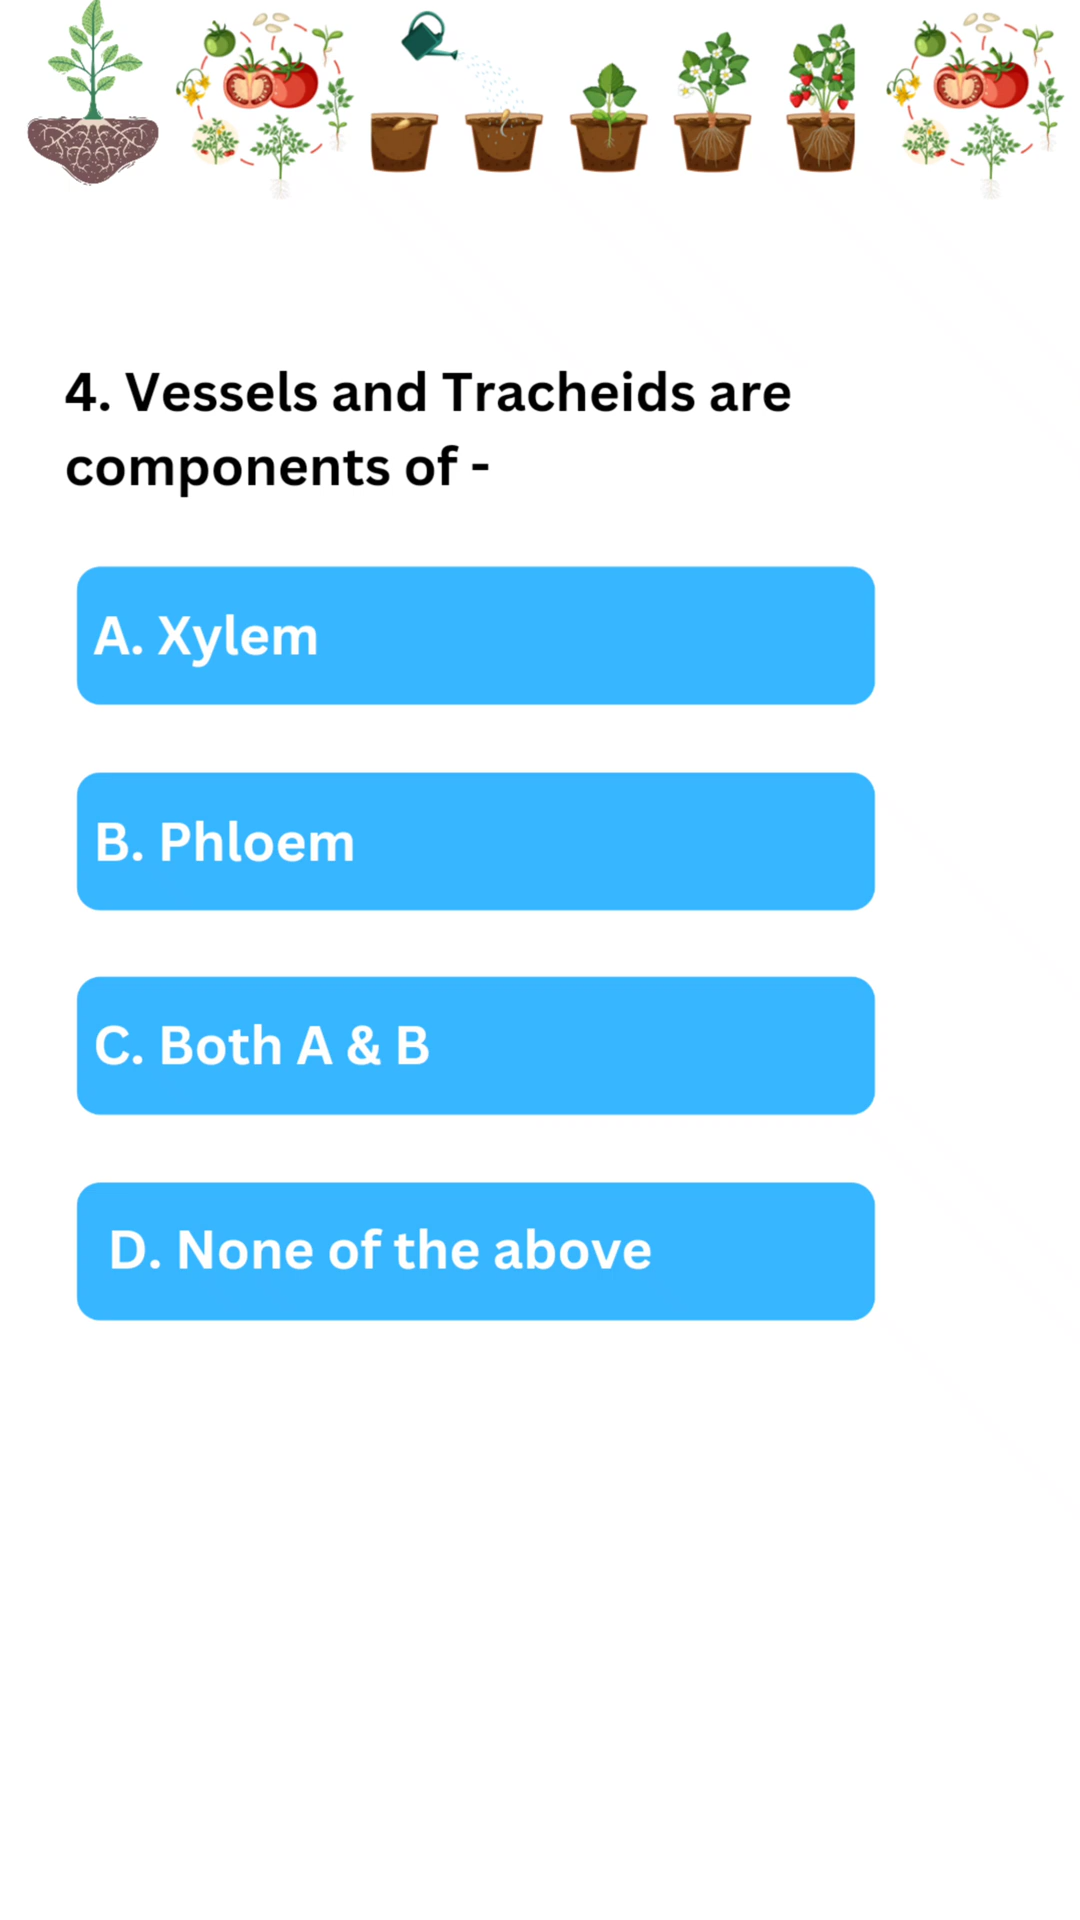 4. Vessels and Tracheids are
components of -
A. Xylem
B. Phloem
C. Both A & B
D. None of the above